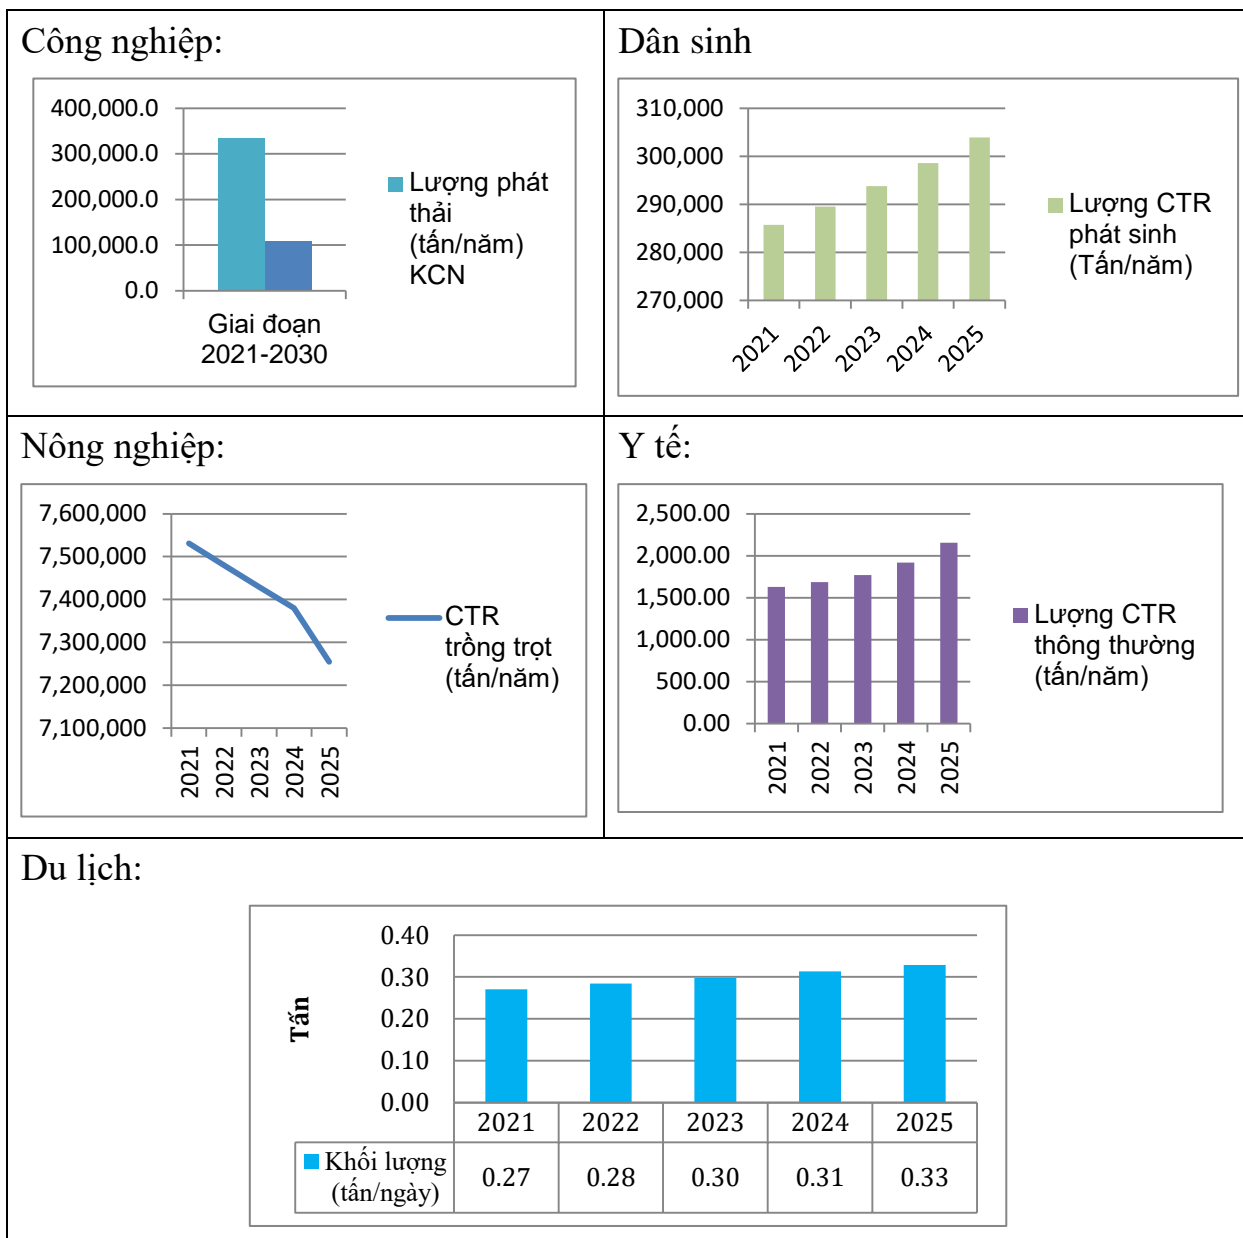 Công nghiệp:
400,000.0
300,000.0
200,000.0
100,000.0
0.0
Giai đoạn
2021-2030
Lượng phát
thải
(tấn/năm)
KCN
Dân sinh
310,000
300,000
290,000
280,000
270,000
2021
2022
2023
2024
2025
Lượng CTR
phát sinh
(Tấn/năm)
Nông nghiệp:
7,600,000
7,500,000
7,400,000
7,300,000
7,200,000
7,100,000
2021
2022
2023
2024
2025
CTR
trồng trọt
(tấn/năm)
Y tế:
2,500.00
2,000.00
1,500.00
1,000.00
500.00
0.00
2021
2022
2023
2024
2025
Lượng CTR
thông thường
(tấn/năm)
Du lịch:
Tấn
0.40
0.30
0.20
0.10
0.00
2021 2022 2023 2024 2025
Khối lượng
(tấn/ngày)
0.27 0.28 0.30 0.31 0.33